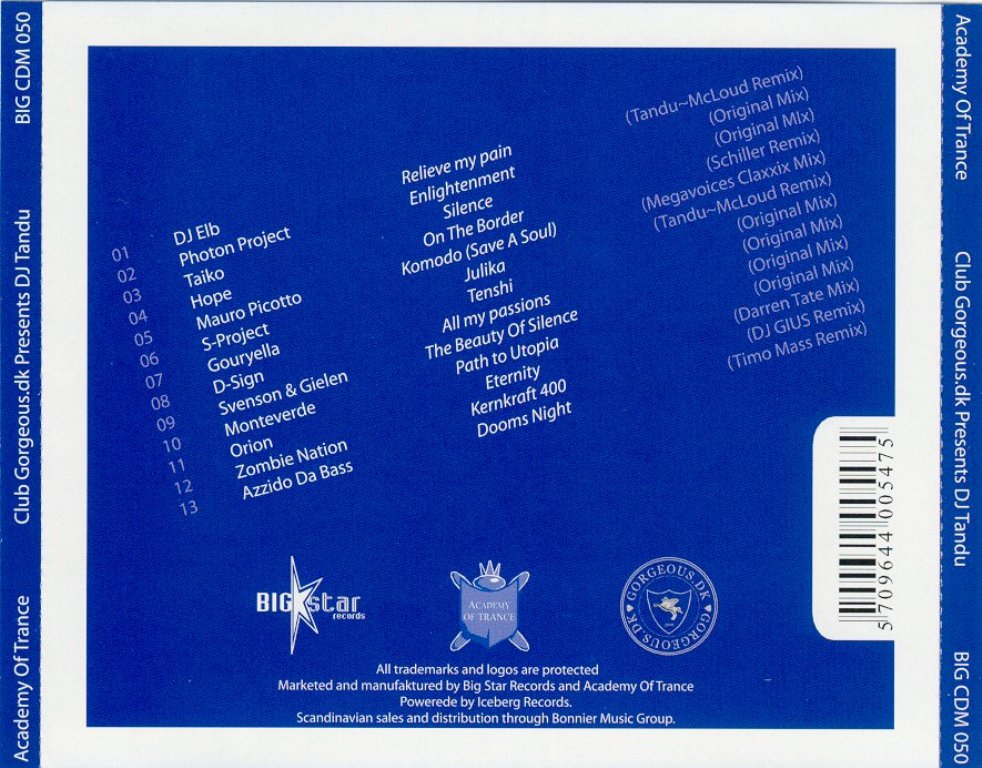 BIG CDM 050
Club Gorgeous.dk Presents DJ Tandu
Academy Of Trance
01 DJ Elb Relieve my pain (Tandu~McLoud Remix)
02 Photon Project Enlightenment (Original Mix)
03 Taiko Silence (Original MIx)
04 Hope On The Border (Schiller Remix)
05 Mauro Picotto Komodo (Save A Soul) (Megavoices Claxxix Mix)
06 S-Project Julika (Tandu~McLoud Remix)
07 Gouryella Tenshi (Original Mix)
08 D-Sign All my passions (Original Mix)
09 Svenson & Gielen The Beauty Of Silence (Original Mix)
10 Monteverde Path to Utopia (Original Mix)
11 Orion Eternity (Darren Tate Mix)
12 Zombie Nation Kernkraft 400 (DJ GIUS Remix)
13 Azzido Da Bass Dooms Night (Timo Mass Remix)
5 709644 005475
BIG star
records
ACADEMY
OF TRANCE
GORGEOUS.DK
GORGEOUS.DK
All trademarks and logos are protected
Marketed and manufaktured by Big Star Records and Academy Of Trance
Powerede by Iceberg Records.
Scandinavian sales and distribution through Bonnier Music Group.
Academy Of Trance
Club Gorgeous.dk Presents DJ Tandu
BIG CDM 050